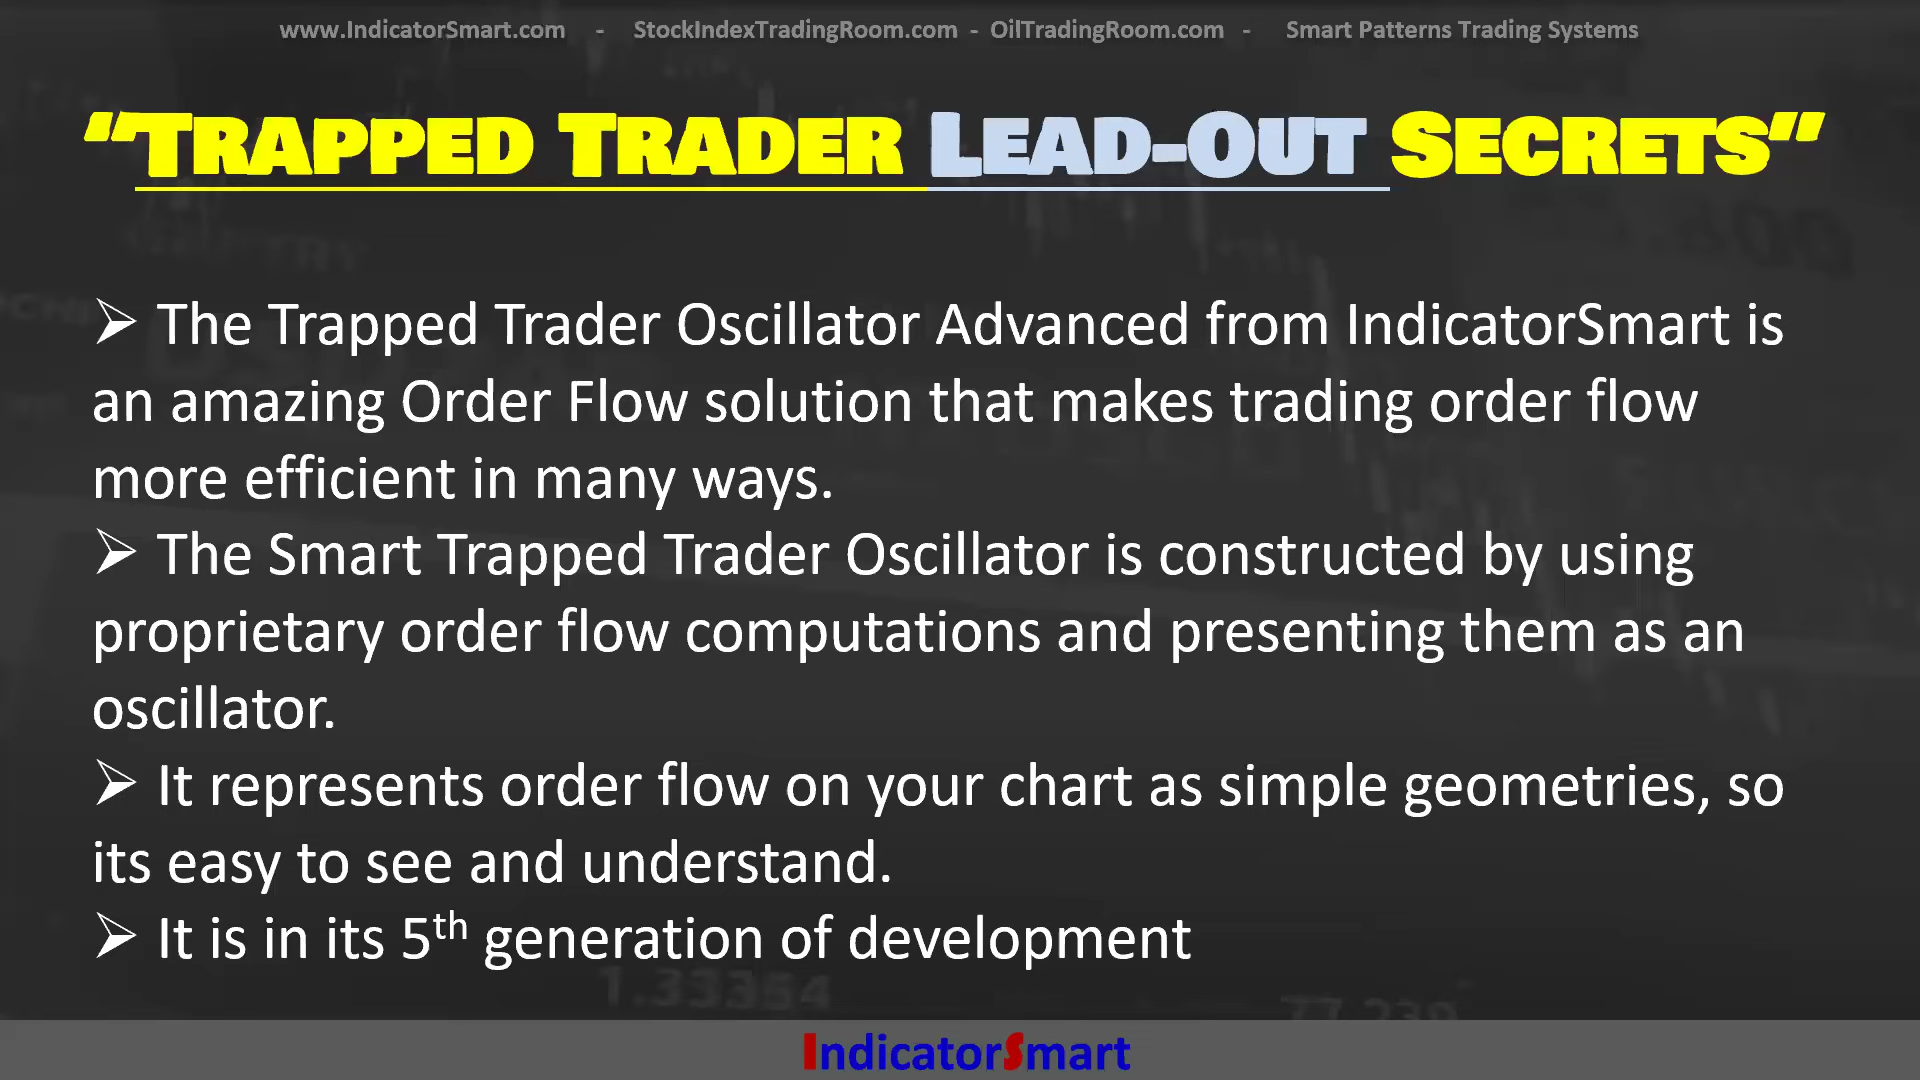 www.IndicatorSmart.com - StockIndexTradingRoom.com - OilTradingRoom.com - Smart Patterns Trading Systems
“Trapped Trader Lead-Out Secrets”
➢ The Trapped Trader Oscillator Advanced from IndicatorSmart is
an amazing Order Flow solution that makes trading order flow
more efficient in many ways.
➢ The Smart Trapped Trader Oscillator is constructed by using
proprietary order flow computations and presenting them as an
oscillator.
➢ It represents order flow on your chart as simple geometries, so
its easy to see and understand.
➢ It is in its 5th generation of development
1.33354
77.239
IndicatorSmart